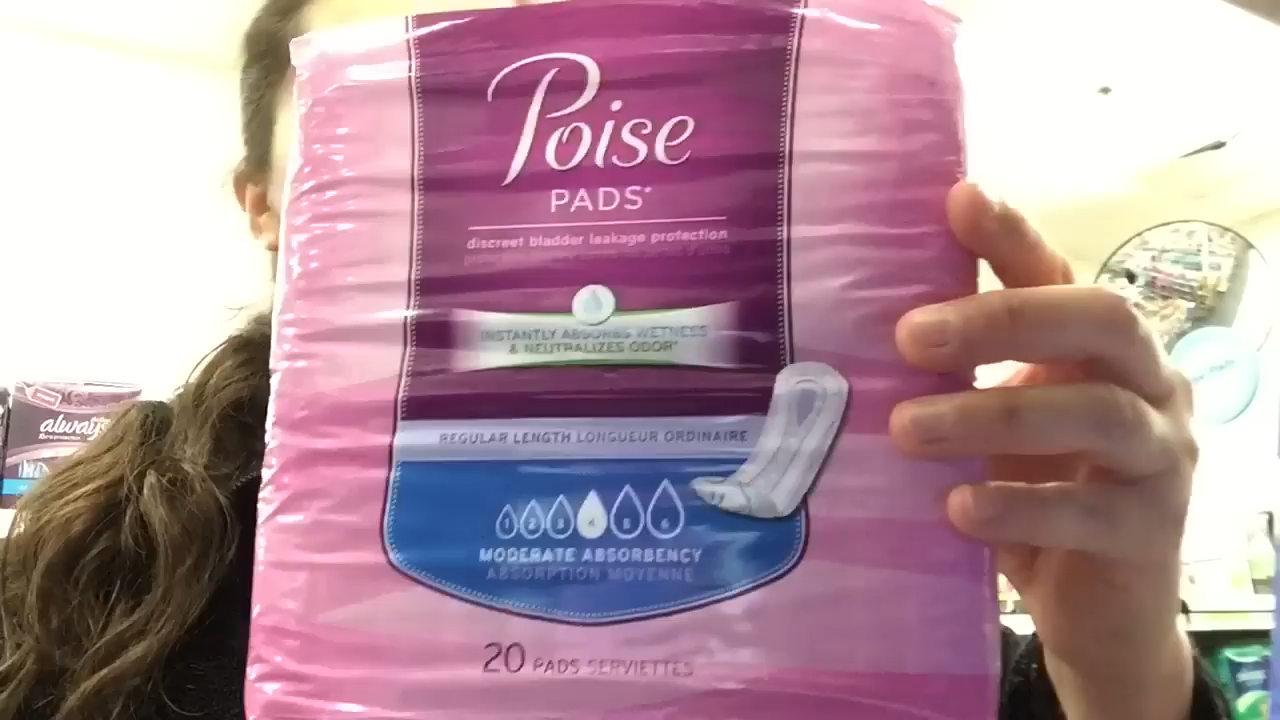 Poise
PADS*
discreet bladder leakage protection
INSTANTLY ABSORBS WETNESS
& NEUTRALIZES ODOR*
REGULAR LENGTH LONGUEUR ORDINAIRE
1 2 3 4 5 6
MODERATE ABSORBENCY
ABSORPTION MOYENNE
20 PADS SERVIETTES
always